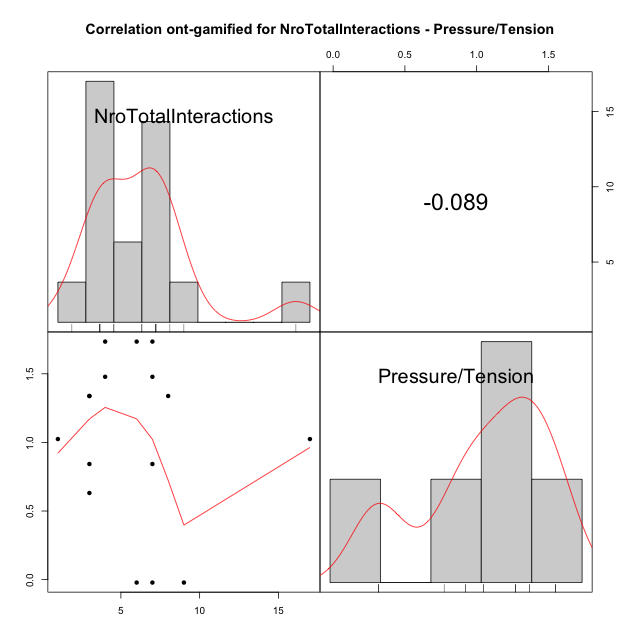 Correlation ont-gamified for NroTotalInteractions - Pressure/Tension
0.0 0.5 1.0 1.5
NroTotalInteractions
-0.089
15
10
5
Pressure/Tension
1.5
1.0
0.5
0.0
5 10 15